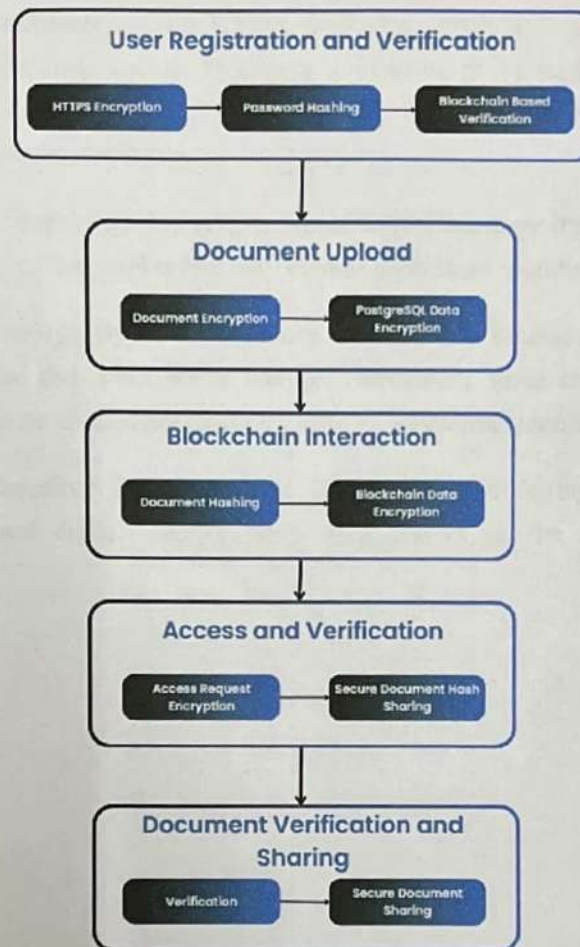 User Registration and Verification
HTTPS Encryption
Password Hashing
Blockchain Based
Verification
Document Upload
Document Encryption
PostgreSQL Data
Encryption
Blockchain Interaction
Document Hashing
Blockchain Data
Encryption
Access and Verification
Access Request
Encryption
Secure Document Hash
Sharing
Document Verification and
Sharing
Verification
Secure Document
Sharing